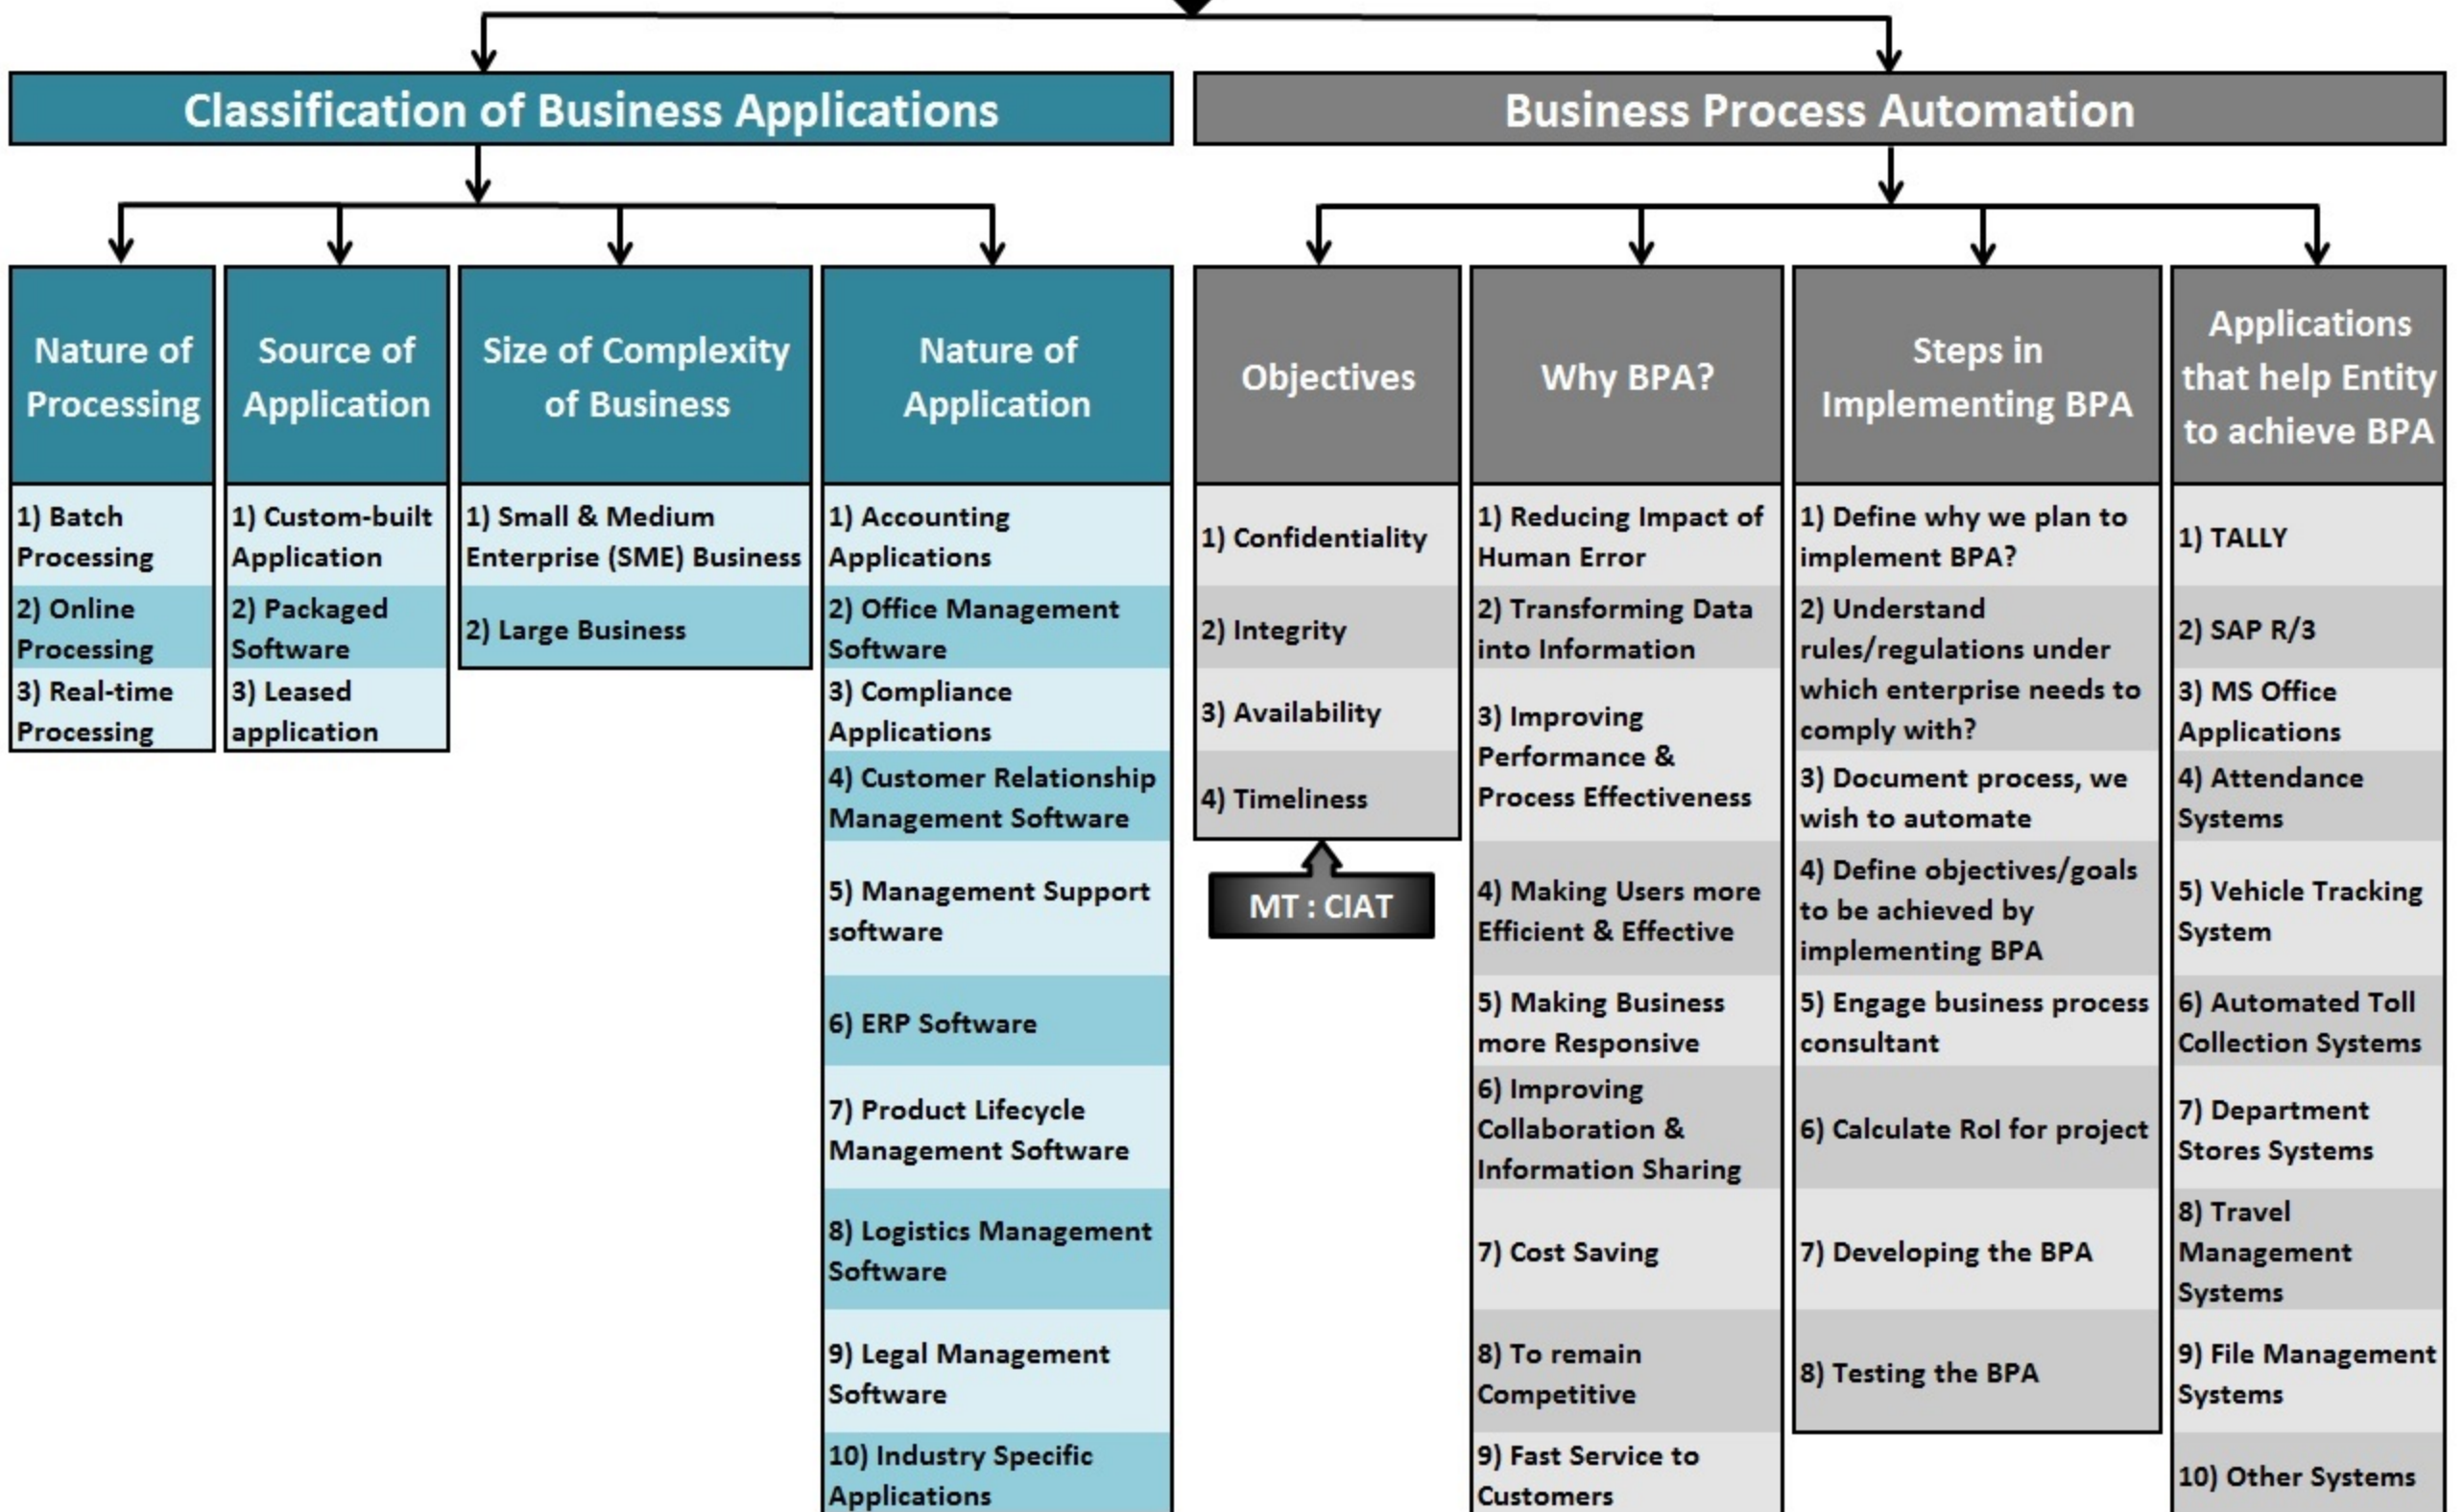 Classification of Business Applications
Business Process Automation
Nature of
Processing
Source of
Application
Size of Complexity
of Business
Nature of
Application
Objectives
Why BPA?
Steps in
Implementing BPA
Applications
that help Entity
to achieve BPA
1) Batch
Processing
2) Online
Processing
3) Real-time
Processing
1) Custom-built
Application
2) Packaged
Software
3) Leased
application
1) Small & Medium
Enterprise (SME) Business
2) Large Business
1) Accounting
Applications
2) Office Management
Software
3) Compliance
Applications
4) Customer Relationship
Management Software
5) Management Support
software
6) ERP Software
7) Product Lifecycle
Management Software
8) Logistics Management
Software
9) Legal Management
Software
10) Industry Specific
Applications
1) Confidentiality
2) Integrity
3) Availability
4) Timeliness
MT : CIAT
1) Reducing Impact of
Human Error
2) Transforming Data
into Information
3) Improving
Performance &
Process Effectiveness
4) Making Users more
Efficient & Effective
5) Making Business
more Responsive
6) Improving
Collaboration &
Information Sharing
7) Cost Saving
8) To remain
Competitive
9) Fast Service to
Customers
1) Define why we plan to
implement BPA?
2) Understand
rules/regulations under
which enterprise needs to
comply with?
3) Document process, we
wish to automate
4) Define objectives/goals
to be achieved by
implementing BPA
5) Engage business process
consultant
6) Calculate RoI for project
7) Developing the BPA
8) Testing the BPA
1) TALLY
2) SAP R/3
3) MS Office
Applications
4) Attendance
Systems
5) Vehicle Tracking
System
6) Automated Toll
Collection Systems
7) Department
Stores Systems
8) Travel
Management
Systems
9) File Management
Systems
10) Other Systems